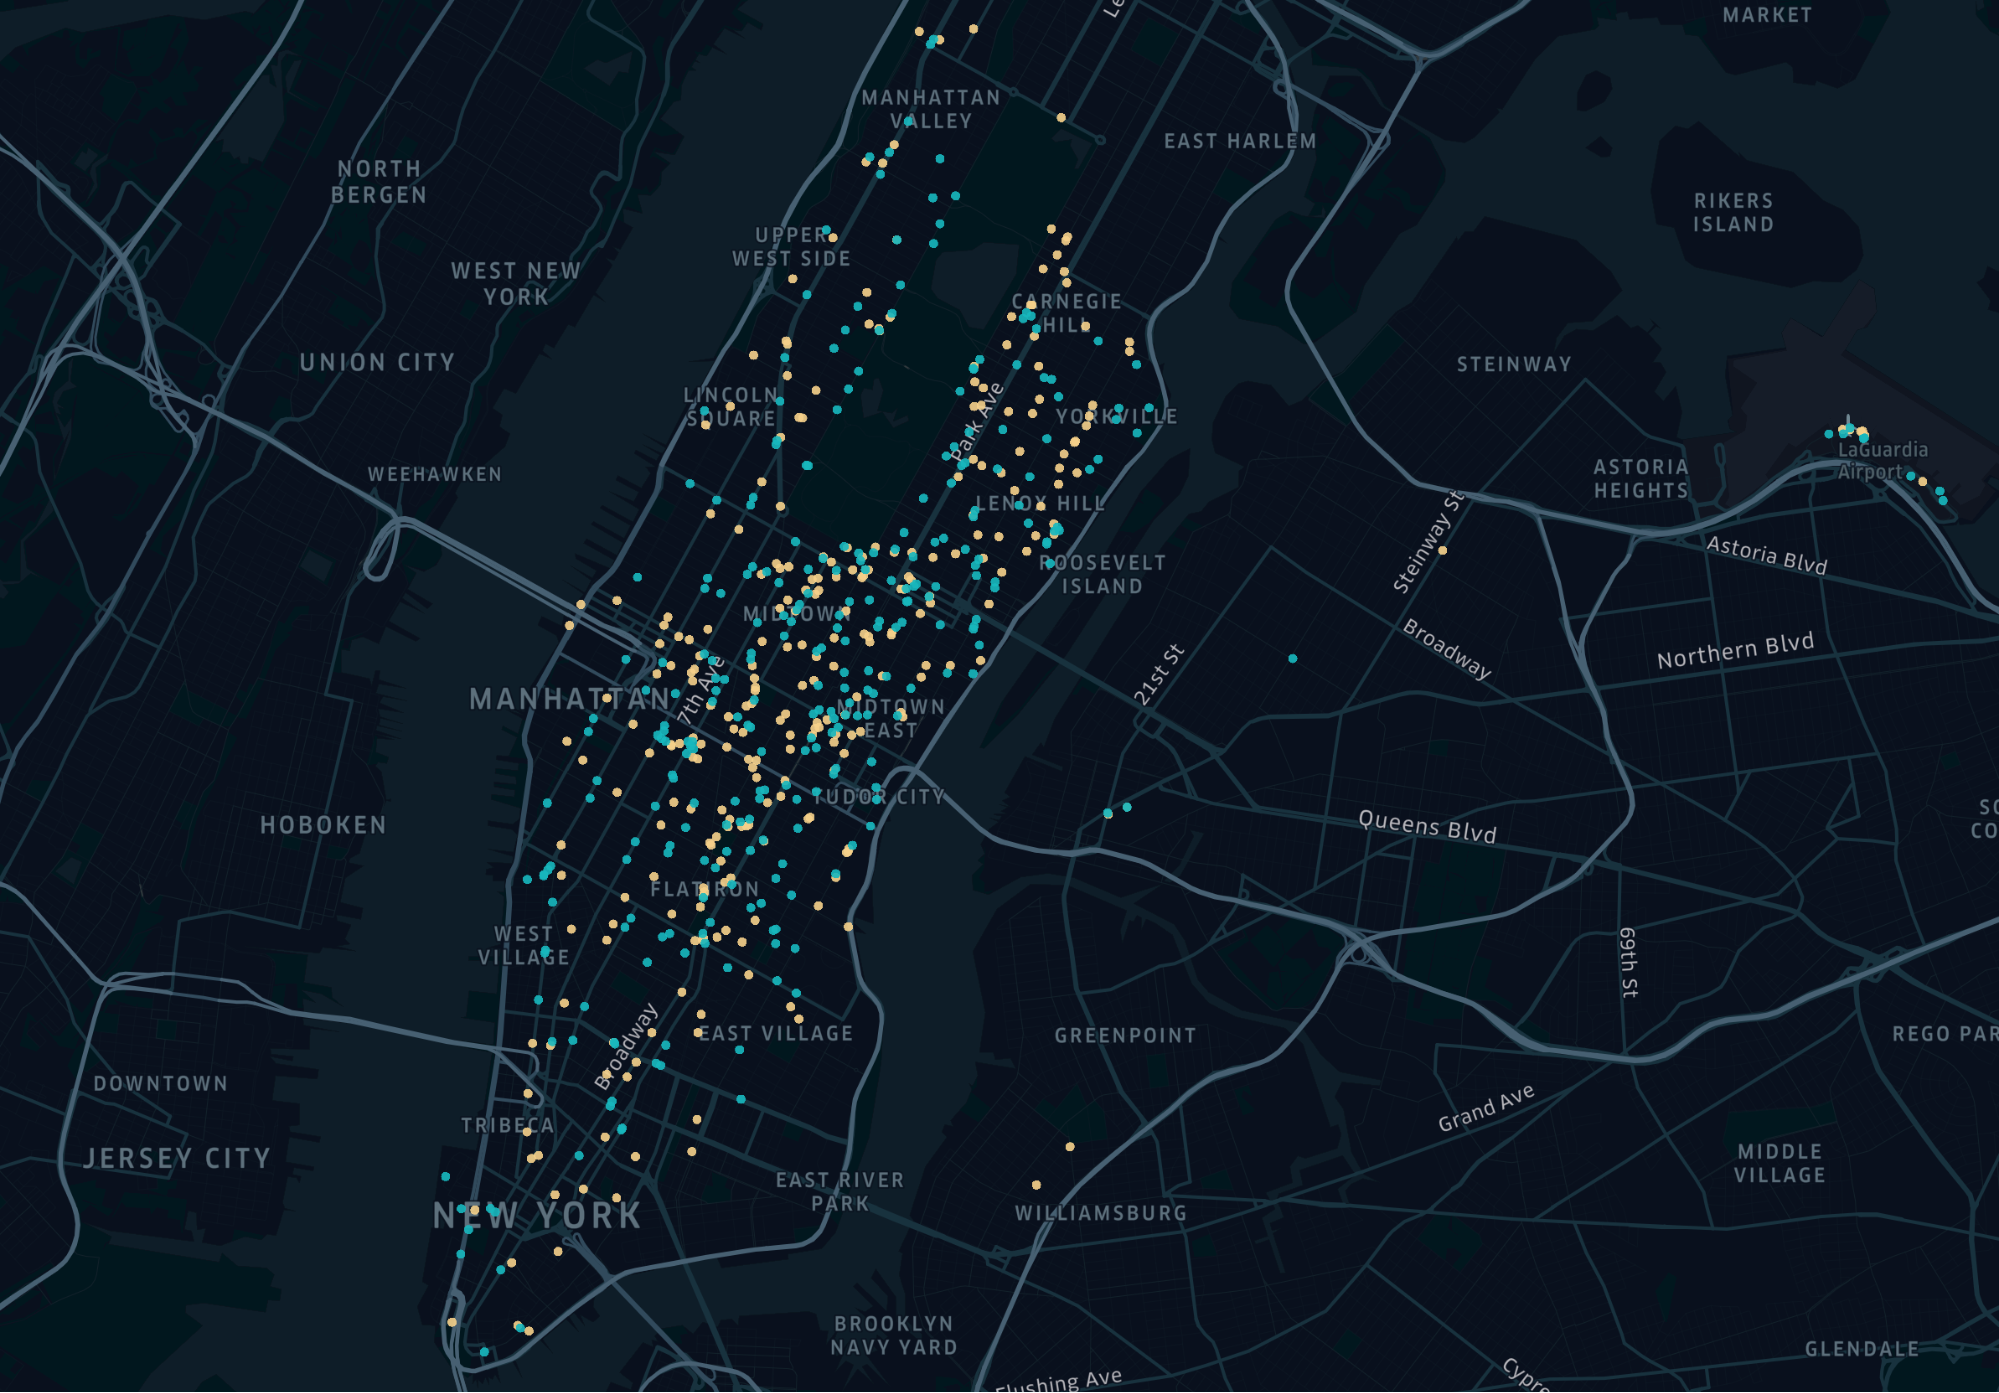 MARKET
MANHATTAN
VALLEY
EAST HARLEM
NORTH
BERGEN
RIKERS
ISLAND
UPPER
WEST SIDE
WEST NEW
YORK
CARNEGIE
HILL
UNION CITY
STEINWAY
LINCOLN
SQUARE
Park Ave
YORKVILLE
LaGuardia
Airport
WEEHAWKEN
ASTORIA
HEIGHTS
LENOX HILL
Steinway St
Astoria Blvd
ROOSEVELT
ISLAND
MIDTOWN
Broadway
Northern Blvd
21st St
MANHATTAN
7th Ave
MIDTOWN
EAST
TUDOR CITY
HOBOKEN
Queens Blvd
SO
CO
FLATIRON
WEST
VILLAGE
69th St
Broadway
EAST VILLAGE
GREENPOINT
REGO PAR
DOWNTOWN
Grand Ave
TRIBECA
JERSEY CITY
MIDDLE
VILLAGE
EAST RIVER
PARK
NEW YORK
WILLIAMSBURG
BROOKLYN
NAVY YARD
GLENDALE
Flushing Ave
Cypre